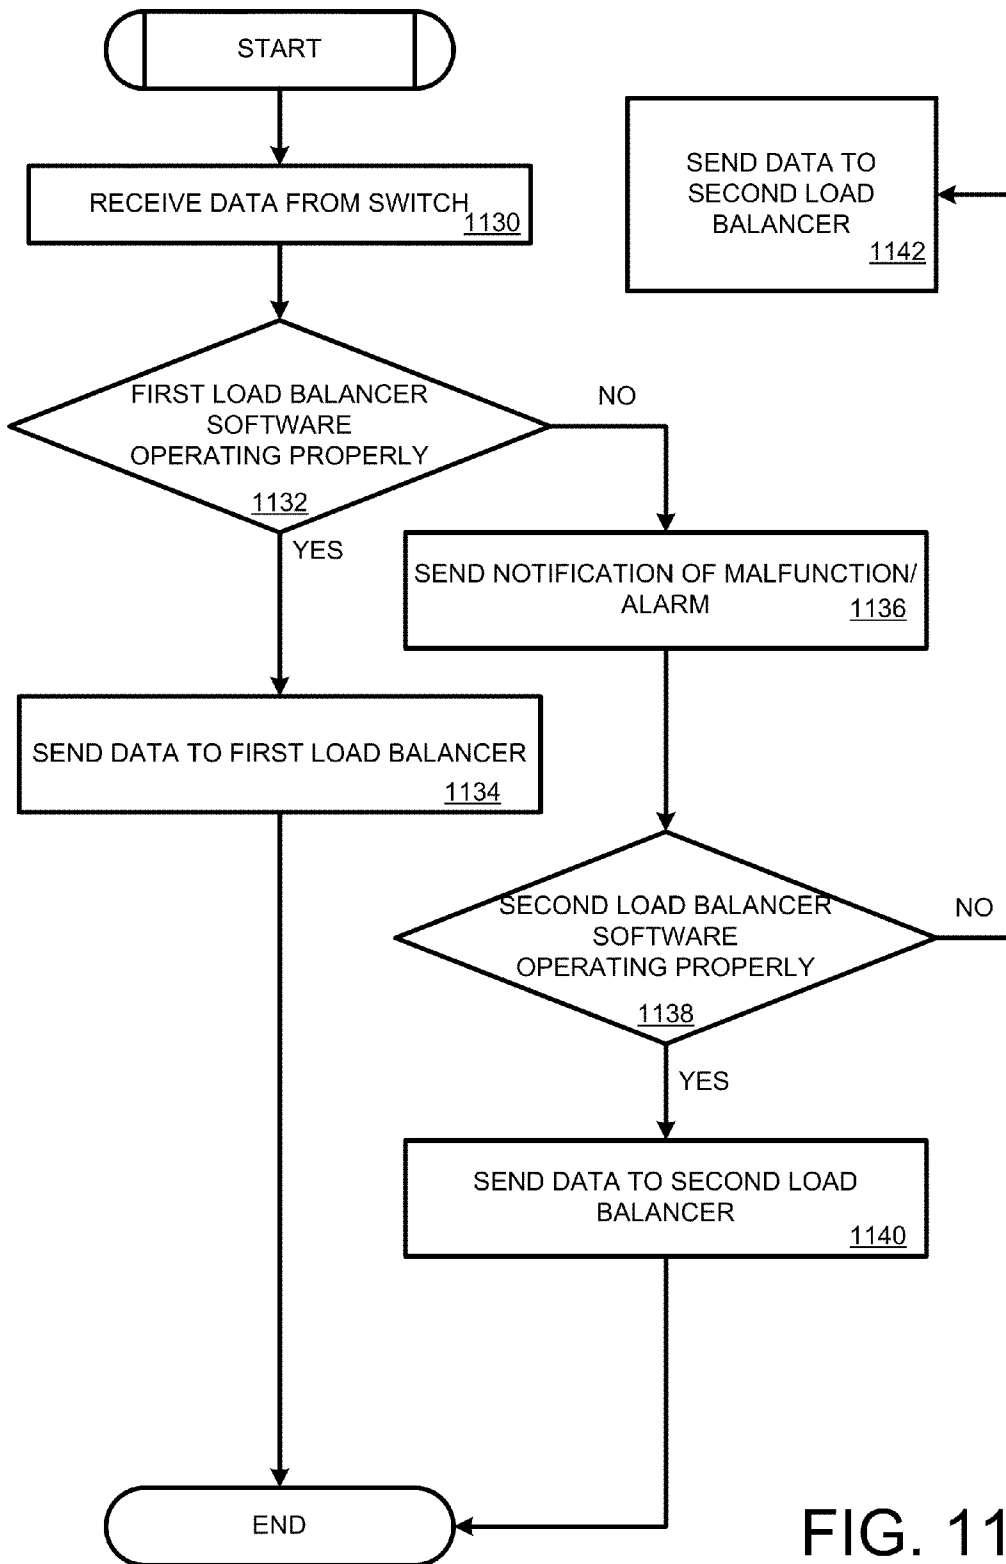 START
RECEIVE DATA FROM SWITCH
1130
SEND DATA TO
SECOND LOAD
BALANCER
1142
FIRST LOAD BALANCER
SOFTWARE
OPERATING PROPERLY
1132
NO
YES
SEND NOTIFICATION OF MALFUNCTION/
ALARM
1136
SEND DATA TO FIRST LOAD BALANCER
1134
SECOND LOAD BALANCER
SOFTWARE
OPERATING PROPERLY
1138
NO
YES
SEND DATA TO SECOND LOAD
BALANCER
1140
END
FIG. 11